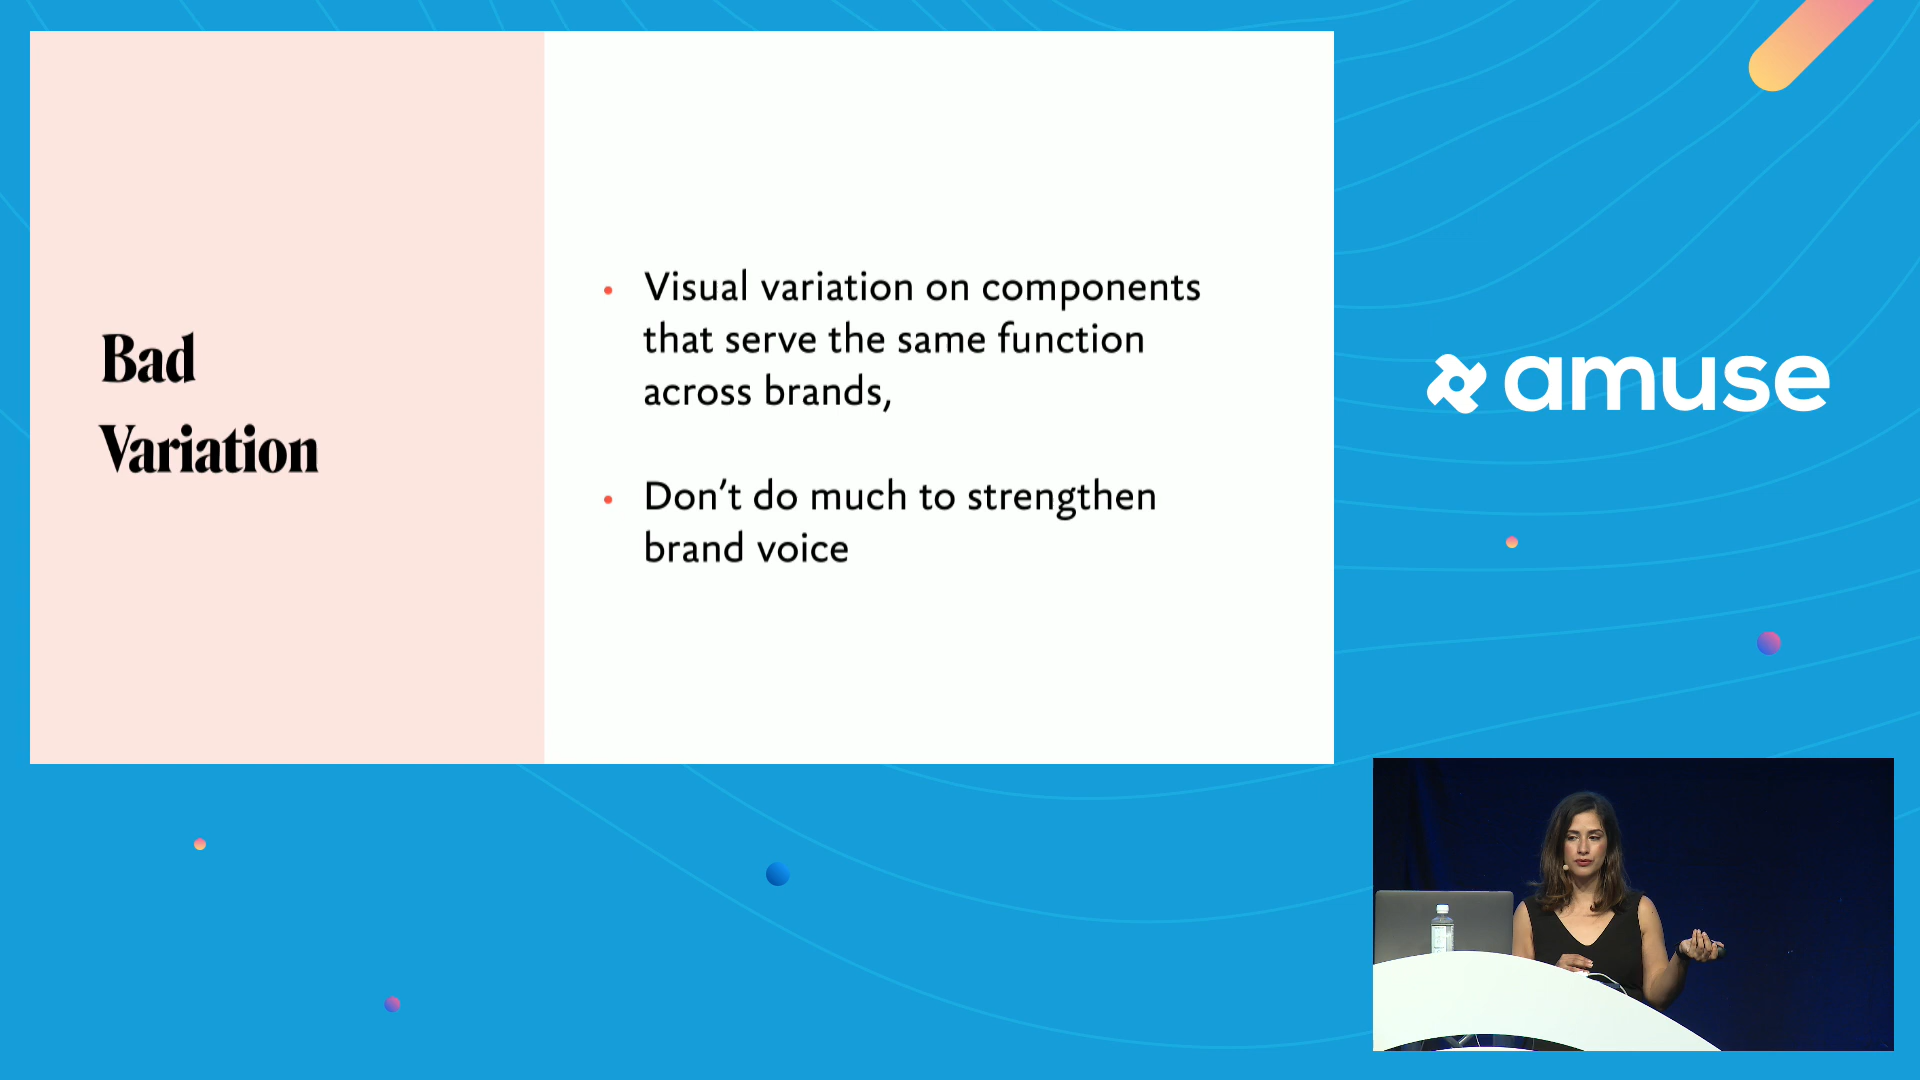 Bad
Variation
• Visual variation on components
that serve the same function
across brands,
• Don’t do much to strengthen
brand voice
amuse